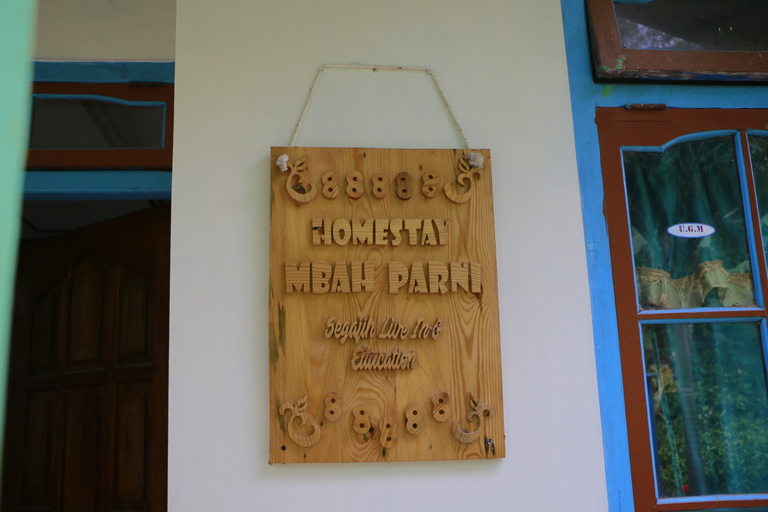 HOMESTAY
MBAH PARNI
Segajih Live In &
Education
U.G.M